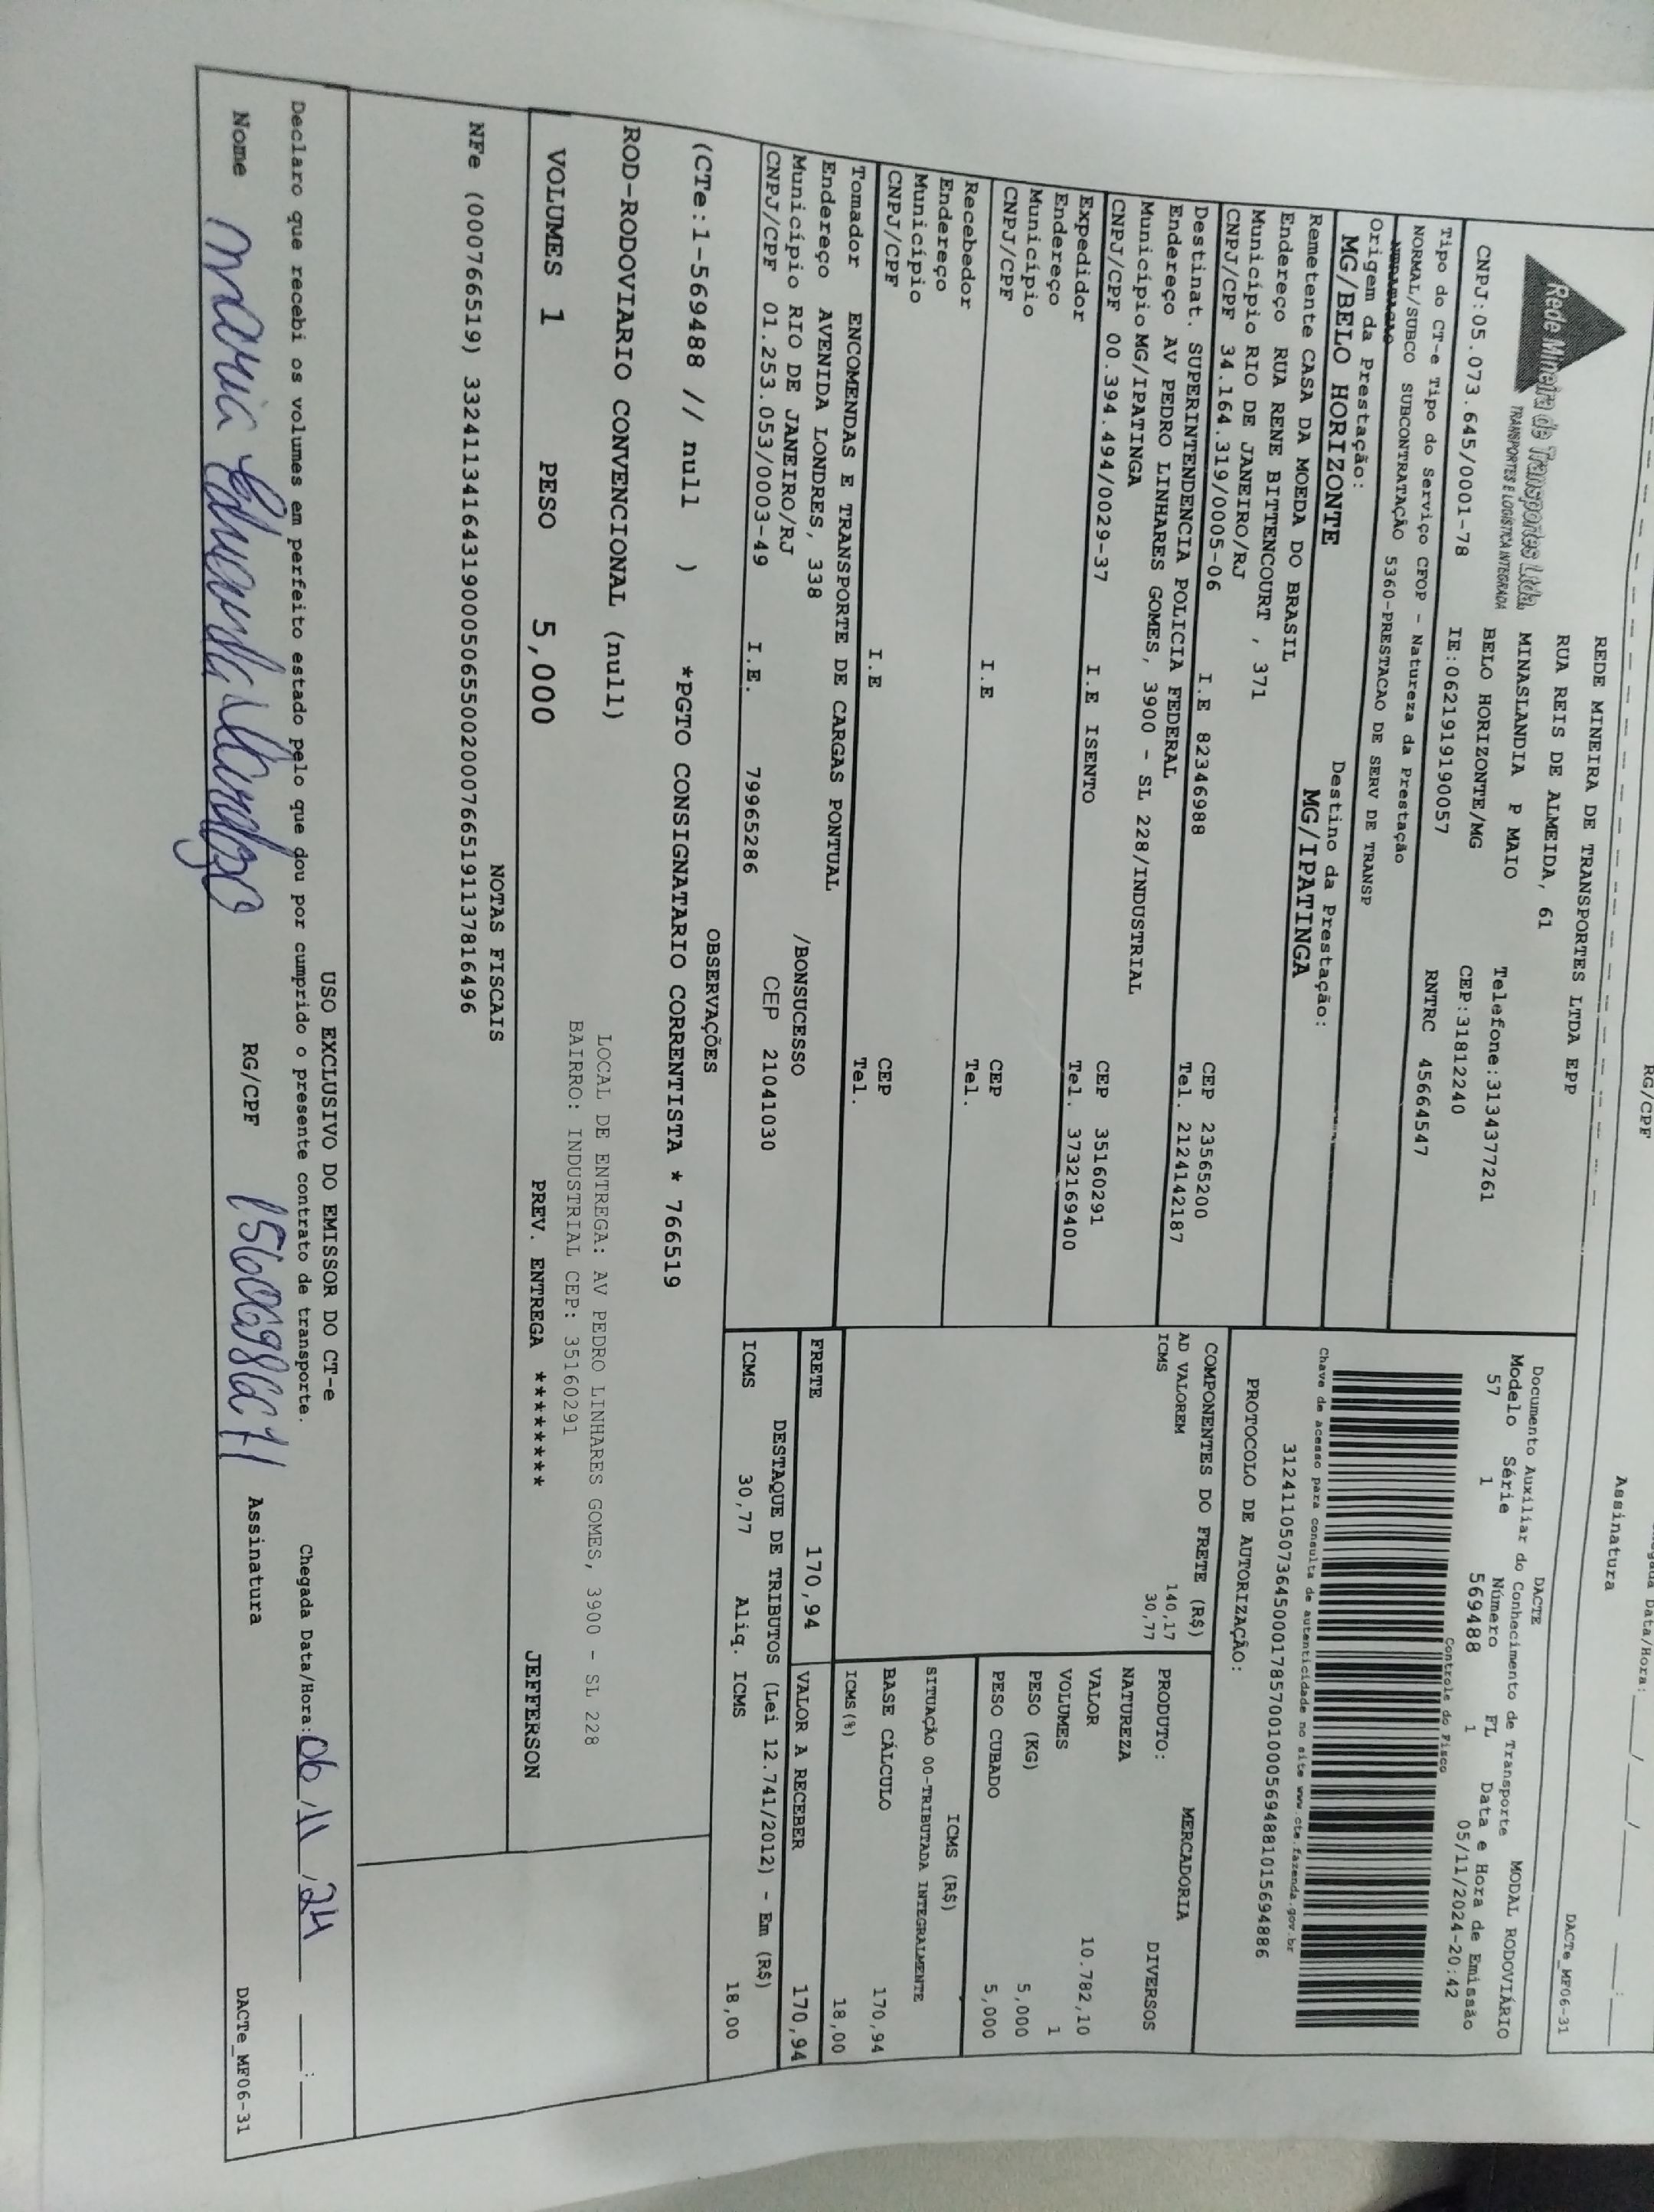 RG/CPF Assinatura Chegada Data/Hora:___/___/___ ___:___
DACTe_MF06-31
Rede Mineira de Transportes Ltda.
TRANSPORTES E LOGÍSTICA INTEGRADA
REDE MINEIRA DE TRANSPORTES LTDA EPP
RUA REIS DE ALMEIDA, 61
MINASLANDIA P MAIO Telefone:3134377261
BELO HORIZONTE/MG CEP:31812240
CNPJ:05.073.645/0001-78 IE:0621919190057 RNTRC 45664547
DACTE
Documento Auxiliar do Conhecimento de Transporte MODAL RODOVIÁRIO
Modelo Série Número FL Data e Hora de Emissão
57 1 569488 1 05/11/2024-20:42
Controle do Fisco
Chave de acesso para consulta de autenticidade no site www.cte.fazenda.gov.br
31241105073645000178570010005694881015694886
PROTOCOLO DE AUTORIZAÇÃO:
Tipo do CT-e Tipo do Serviço CFOP - Natureza da Prestação
NORMAL/SUBCO SUBCONTRATAÇÃO 5360-PRESTACAO DE SERV DE TRANSP
Origem da Prestação: Destino da Prestação:
MG/BELO HORIZONTE MG/IPATINGA
Remetente CASA DA MOEDA DO BRASIL
Endereço RUA RENE BITTENCOURT , 371
Município RIO DE JANEIRO/RJ CEP 23565200
CNPJ/CPF 34.164.319/0005-06 I.E 82346988 Tel. 2124142187
Destinat. SUPERINTENDENCIA POLICIA FEDERAL
Endereço AV PEDRO LINHARES GOMES, 3900 - SL 228/INDUSTRIAL
Município MG/IPATINGA CEP 35160291
CNPJ/CPF 00.394.494/0029-37 I.E ISENTO Tel. 3732169400
Expedidor
Endereço
Município CEP
CNPJ/CPF I.E Tel.
Recebedor
Endereço
Município CEP
CNPJ/CPF I.E Tel.
Tomador ENCOMENDAS E TRANSPORTE DE CARGAS PONTUAL
Endereço AVENIDA LONDRES, 338 /BONSUCESSO
Município RIO DE JANEIRO/RJ CEP 21041030
CNPJ/CPF 01.253.053/0003-49 I.E. 79965286
COMPONENTES DO FRETE (R$)
AD VALOREM 140,17
ICMS 30,77
MERCADORIA
PRODUTO: DIVERSOS
NATUREZA
VALOR 10.782,10
VOLUMES 1
PESO (KG) 5,000
PESO CUBADO 5,000
ICMS (R$)
SITUAÇÃO 00-TRIBUTADA INTEGRALMENTE
BASE CÁLCULO 170,94
ICMS(%) 18,00
FRETE 170,94 VALOR A RECEBER 170,94
DESTAQUE DE TRIBUTOS (Lei 12.741/2012) - Em (R$)
ICMS 30,77 Aliq. ICMS 18,00
OBSERVAÇÕES
(CTe:1-569488 // null ) *PGTO CONSIGNATARIO CORRENTISTA * 766519
ROD-RODOVIARIO CONVENCIONAL (null)
LOCAL DE ENTREGA: AV PEDRO LINHARES GOMES, 3900 - SL 228
BAIRRO: INDUSTRIAL CEP: 35160291
VOLUMES 1 PESO 5,000 PREV. ENTREGA ******** JEFFERSON
NOTAS FISCAIS
NFe (000766519) 33241134164319000506550020007665191137816496
USO EXCLUSIVO DO EMISSOR DO CT-e
Declaro que recebi os volumes em perfeito estado pelo que dou por cumprido o presente contrato de transporte. Chegada Data/Hora:06/11/24 ___:___
Nome Maria RG/CPF Assinatura DACTe_MF06-31